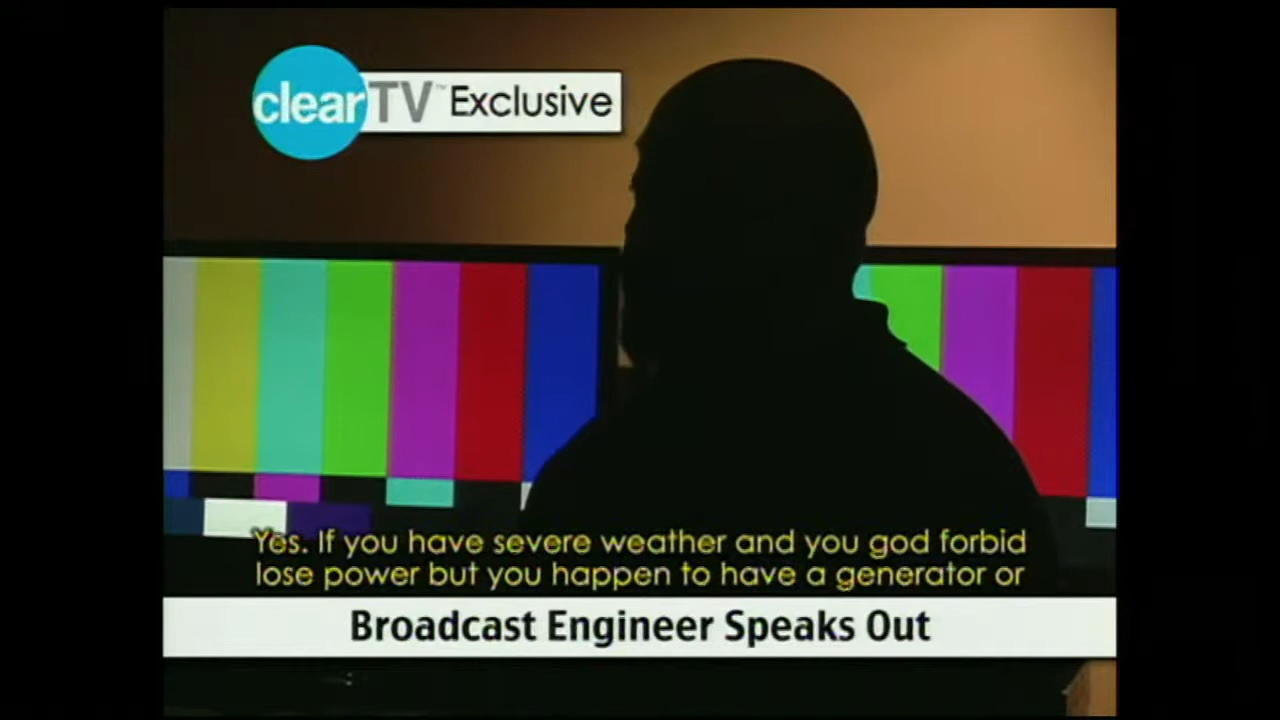 clearTV™ Exclusive
Yes. If you have severe weather and you god forbid
lose power but you happen to have a generator or
Broadcast Engineer Speaks Out